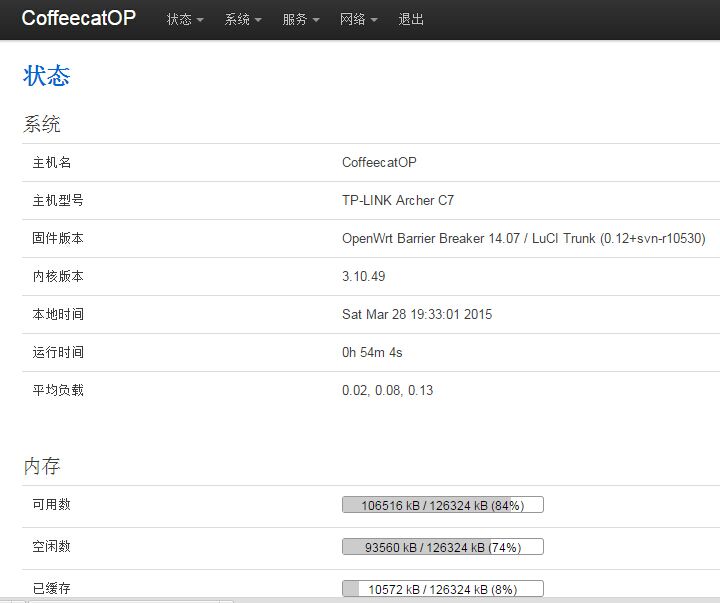 CoffeecatOP 状态 系统 服务 网络 退出
状态
系统
主机名 CoffeecatOP
主机型号 TP-LINK Archer C7
固件版本 OpenWrt Barrier Breaker 14.07 / LuCI Trunk (0.12+svn-r10530)
内核版本 3.10.49
本地时间 Sat Mar 28 19:33:01 2015
运行时间 0h 54m 4s
平均负载 0.02, 0.08, 0.13
内存
可用数 106516 kB / 126324 kB (84%)
空闲数 93560 kB / 126324 kB (74%)
已缓存 10572 kB / 126324 kB (8%)